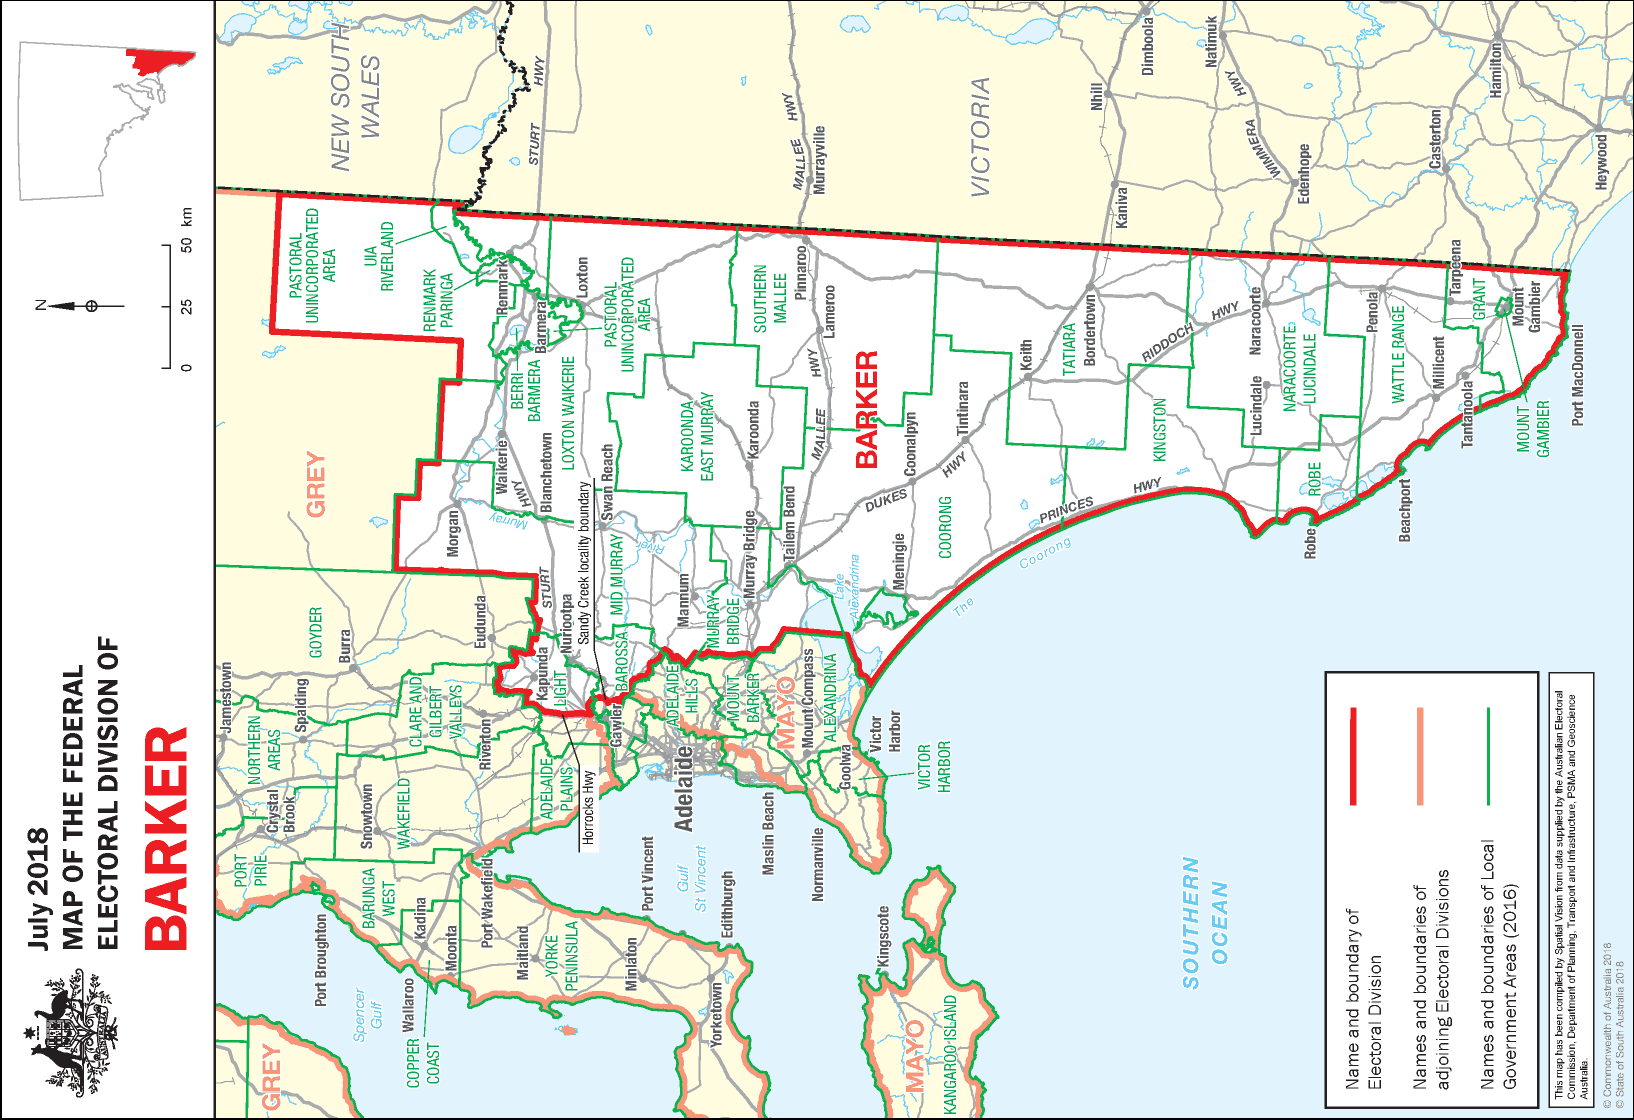 July 2018
MAP OF THE FEDERAL
ELECTORAL DIVISION OF
BARKER
0 25 50 km
N
NEW SOUTH
WALES
VICTORIA
SOUTHERN
OCEAN
GREY
GREY
MAYO
MAYO
BARKER
PASTORAL
UNINCORPORATED
AREA
UIA
RIVERLAND
RENMARK
PARINGA
Renmark
BERRI
BARMERA
Barmera
Loxton
PASTORAL
UNINCORPORATED
AREA
LOXTON WAIKERIE
Waikerie
HWY
Blanchetown
Morgan
Murray
River
Swan Reach
Sandy Creek locality boundary
STURT
STURT
HWY
SOUTHERN
MALLEE
Pinnaroo
Lameroo
MALLEE
HWY
MALLEE
HWY
Murrayville
KAROONDA
EAST MURRAY
Karoonda
MID MURRAY
Mannum
MURRAY
BRIDGE
Murray Bridge
Tailem Bend
Coonalpyn
Tintinara
DUKES
HWY
Keith
TATIARA
Bordertown
RIDDOCH
HWY
COORONG
Meningie
Lake
Alexandrina
The
Coorong
PRINCES
HWY
KINGSTON
Naracoorte
Lucindale
NARACOORTE
LUCINDALE
ROBE
Robe
Beachport
WATTLE RANGE
Penola
Millicent
Tantanoola
Tarpeena
GRANT
Mount
Gambier
MOUNT
GAMBIER
Port MacDonnell
Nhill
Kaniva
Dimboola
Natimuk
WIMMERA
HWY
Edenhope
Casterton
Hamilton
Heywood
GOYDER
Burra
Eudunda
Jamestown
Spalding
NORTHERN
AREAS
CLARE AND
GILBERT
VALLEYS
Riverton
Kapunda
LIGHT
Nuriootpa
BAROSSA
Gawler
Horrocks Hwy
ADELAIDE
PLAINS
WAKEFIELD
Snowtown
Crystal
Brook
PORT
PIRIE
Port Broughton
BARUNGA
WEST
Kadina
Moonta
Wallaroo
COPPER
COAST
Port Wakefield
Maitland
YORKE
PENINSULA
Minlaton
Yorketown
Edithburgh
Port Vincent
Spencer
Gulf
Gulf
St Vincent
Adelaide
ADELAIDE
HILLS
MOUNT
BARKER
Mount Compass
ALEXANDRINA
Goolwa
Victor
Harbor
VICTOR
HARBOR
Maslin Beach
Normanville
Kingscote
KANGAROO ISLAND
Name and boundary of
Electoral Division
Names and boundaries of
adjoining Electoral Divisions
Names and boundaries of Local
Government Areas (2016)
This map has been compiled by Spatial Vision from data supplied by the Australian Electoral
Commission, Department of Planning, Transport and Infrastructure, PSMA and Geoscience
Australia.
© Commonwealth of Australia 2018
© State of South Australia 2018